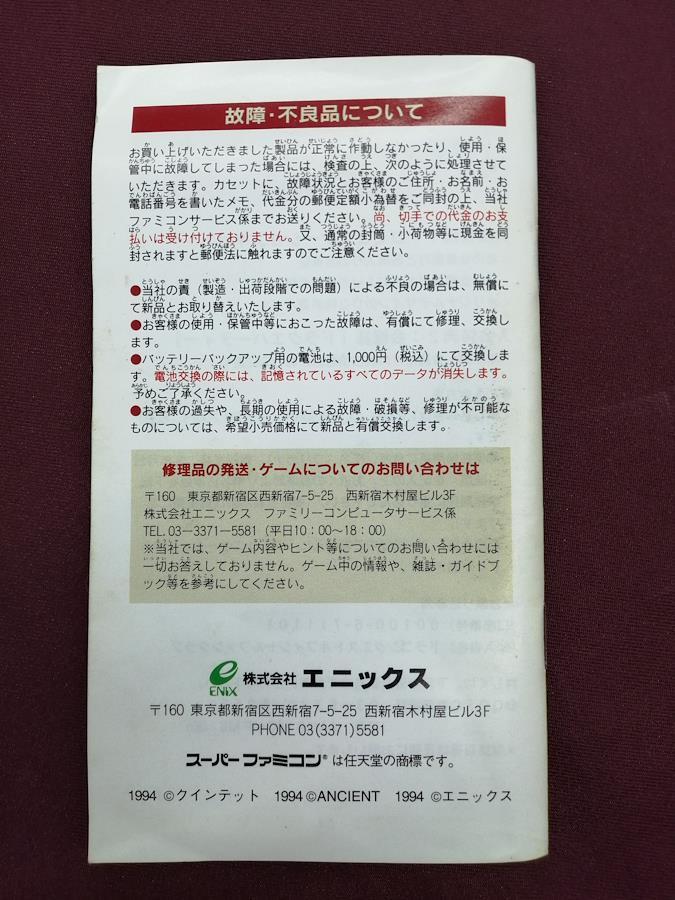 故障・不良品について
お買い上げいただきました製品が正常に作動しなかったり、使用・保
管中に故障してしまった場合には、検査の上、次のように処理させて
いただきます。カセットに、故障状況とお客様のご住所・お名前・お
電話番号を書いたメモ、代金分の郵便定額小為替をご同封の上、当社
ファミコンサービス係までお送りください。尚、切手での代金のお支
払いは受け付けておりません。又、通常の封筒・小荷物等に現金を同
封されますと郵便法に触れますのでご注意ください。
●当社の責（製造・出荷段階での問題）による不良の場合は、無償に
て新品とお取り替えいたします。
●お客様の使用・保管中等におこった故障は、有償にて修理、交換し
ます。
●バッテリーバックアップ用の電池は、1,000円（税込）にて交換しま
す。電池交換の際には、記憶されているすべてのデータが消失します。
予めご了承ください。
●お客様の過失や、長期の使用による故障・破損等、修理が不可能な
ものについては、希望小売価格にて新品と有償交換します。
修理品の発送・ゲームについてのお問い合わせは
〒160 東京都新宿区西新宿7-5-25 西新宿木村屋ビル3F
株式会社エニックス ファミリーコンピュータサービス係
TEL.03-3371-5581（平日10：00〜18：00）
※当社では、ゲーム内容やヒント等についてのお問い合わせには
一切お答えしておりません。ゲーム中の情報や、雑誌・ガイドブ
ック等を参考にしてください。
ENIX 株式会社 エニックス
〒160 東京都新宿区西新宿7-5-25 西新宿木村屋ビル3F
PHONE 03(3371)5581
スーパーファミコン®は任天堂の商標です。
1994 ©クインテット 1994 ©ANCIENT 1994 ©エニックス